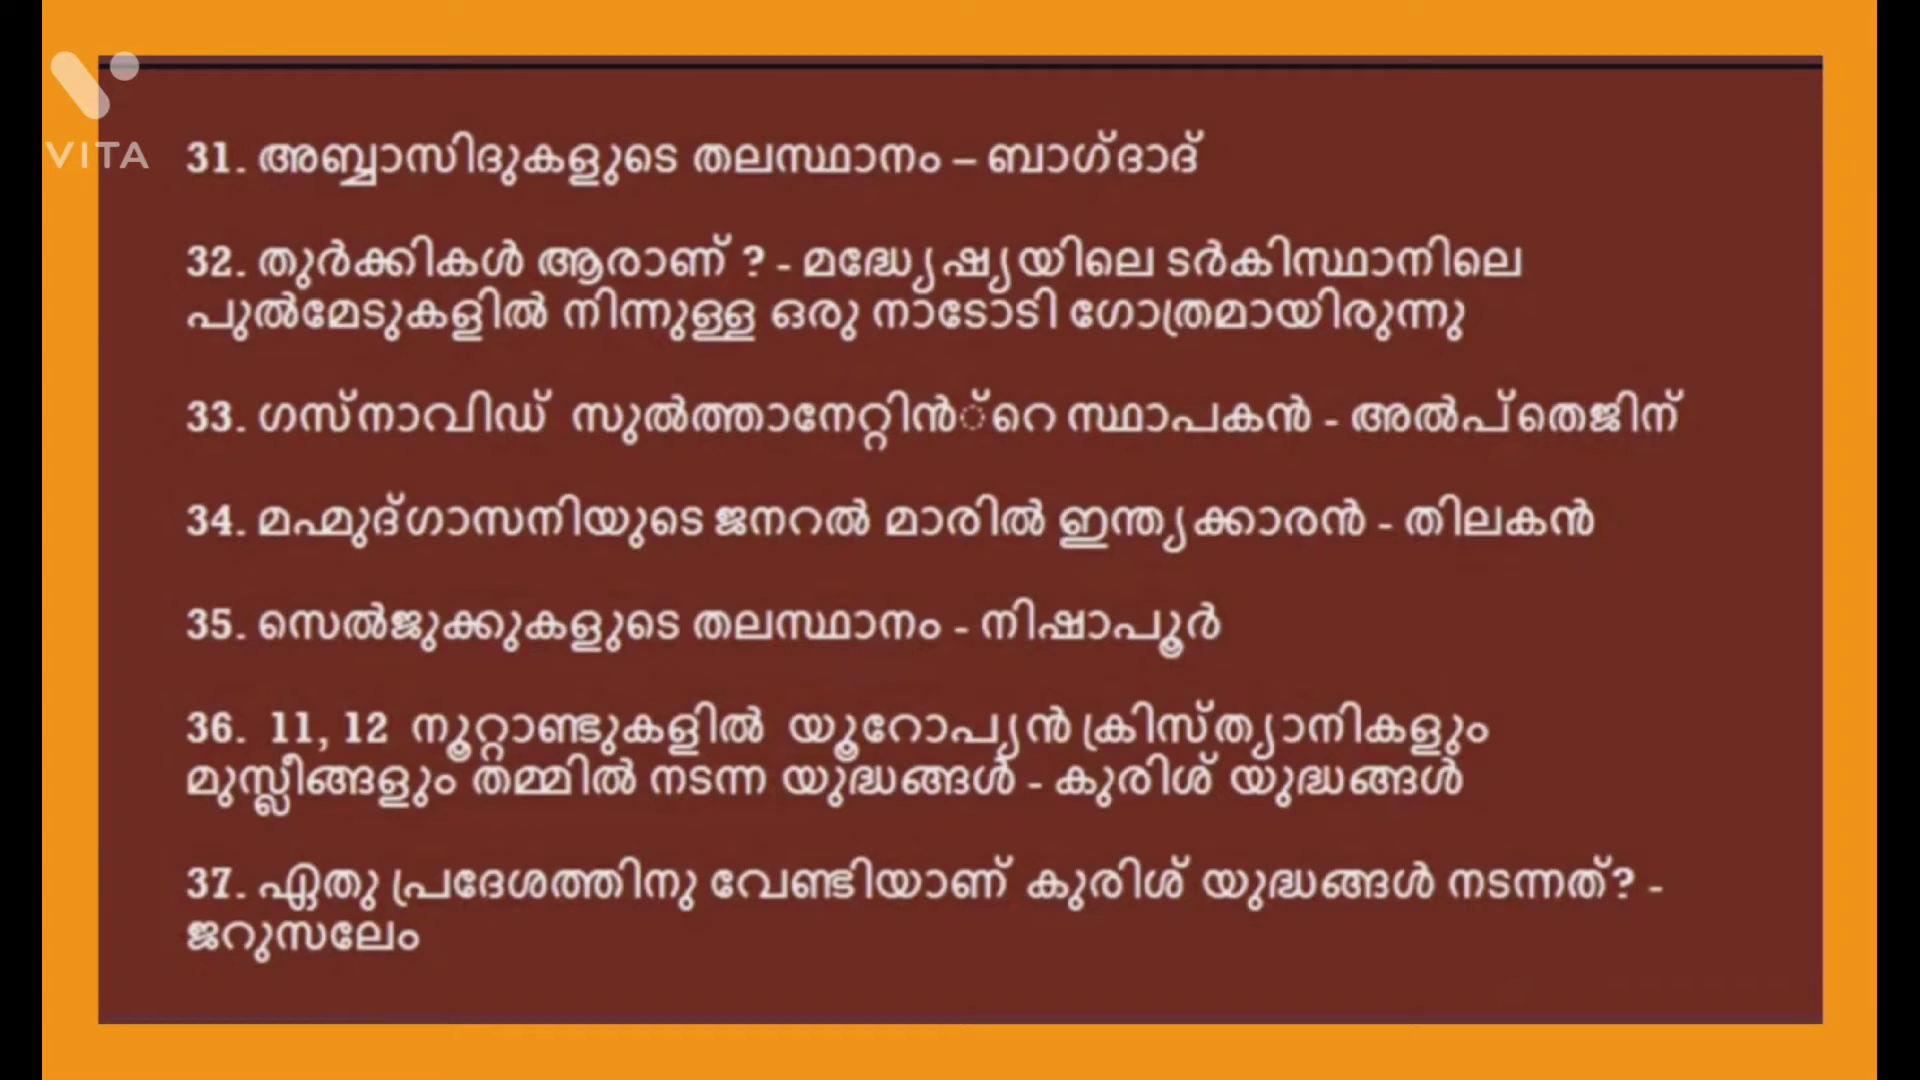 VITA
31. അബ്ബാസിദുകളുടെ തലസ്ഥാനം – ബാഗ്ദാദ്
32. തുർക്കികൾ ആരാണ് ? - മദ്ധ്യേഷ്യയിലെ ടർകിസ്ഥാനിലെ
പുൽമേടുകളിൽ നിന്നുള്ള ഒരു നാടോടി ഗോത്രമായിരുന്നു
33. ഗസ്നാവിഡ് സുൽത്താനേറ്റിൻ്റെ സ്ഥാപകൻ - അൽപ്തെജിന്
34. മഹ്മുദ്ഗാസനിയുടെ ജനറൽ മാരിൽ ഇന്ത്യക്കാരൻ - തിലകൻ
35. സെൽജുക്കുകളുടെ തലസ്ഥാനം - നിഷാപൂർ
36. 11, 12 നൂറ്റാണ്ടുകളിൽ യൂറോപ്യൻ ക്രിസ്ത്യാനികളും
മുസ്ലീങ്ങളും തമ്മിൽ നടന്ന യുദ്ധങ്ങൾ - കുരിശ് യുദ്ധങ്ങൾ
37. ഏതു പ്രദേശത്തിനു വേണ്ടിയാണ് കുരിശ് യുദ്ധങ്ങൾ നടന്നത്? -
ജറുസലേം